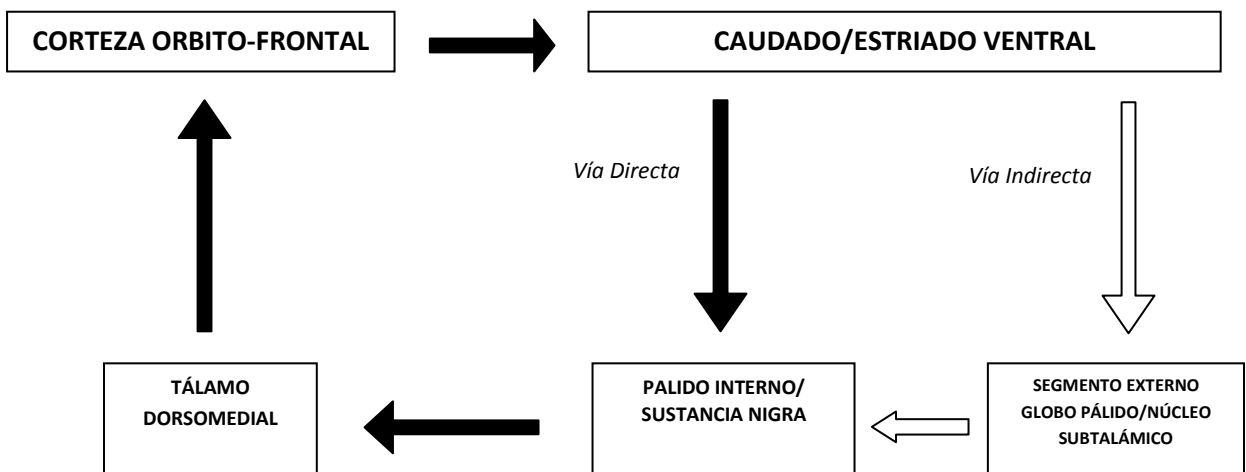 CORTEZA ORBITO-FRONTAL
CAUDADO/ESTRIADO VENTRAL
Vía Directa
Vía Indirecta
TÁLAMO
DORSOMEDIAL
PALIDO INTERNO/
SUSTANCIA NIGRA
SEGMENTO EXTERNO
GLOBO PÁLIDO/NÚCLEO
SUBTALÁMICO